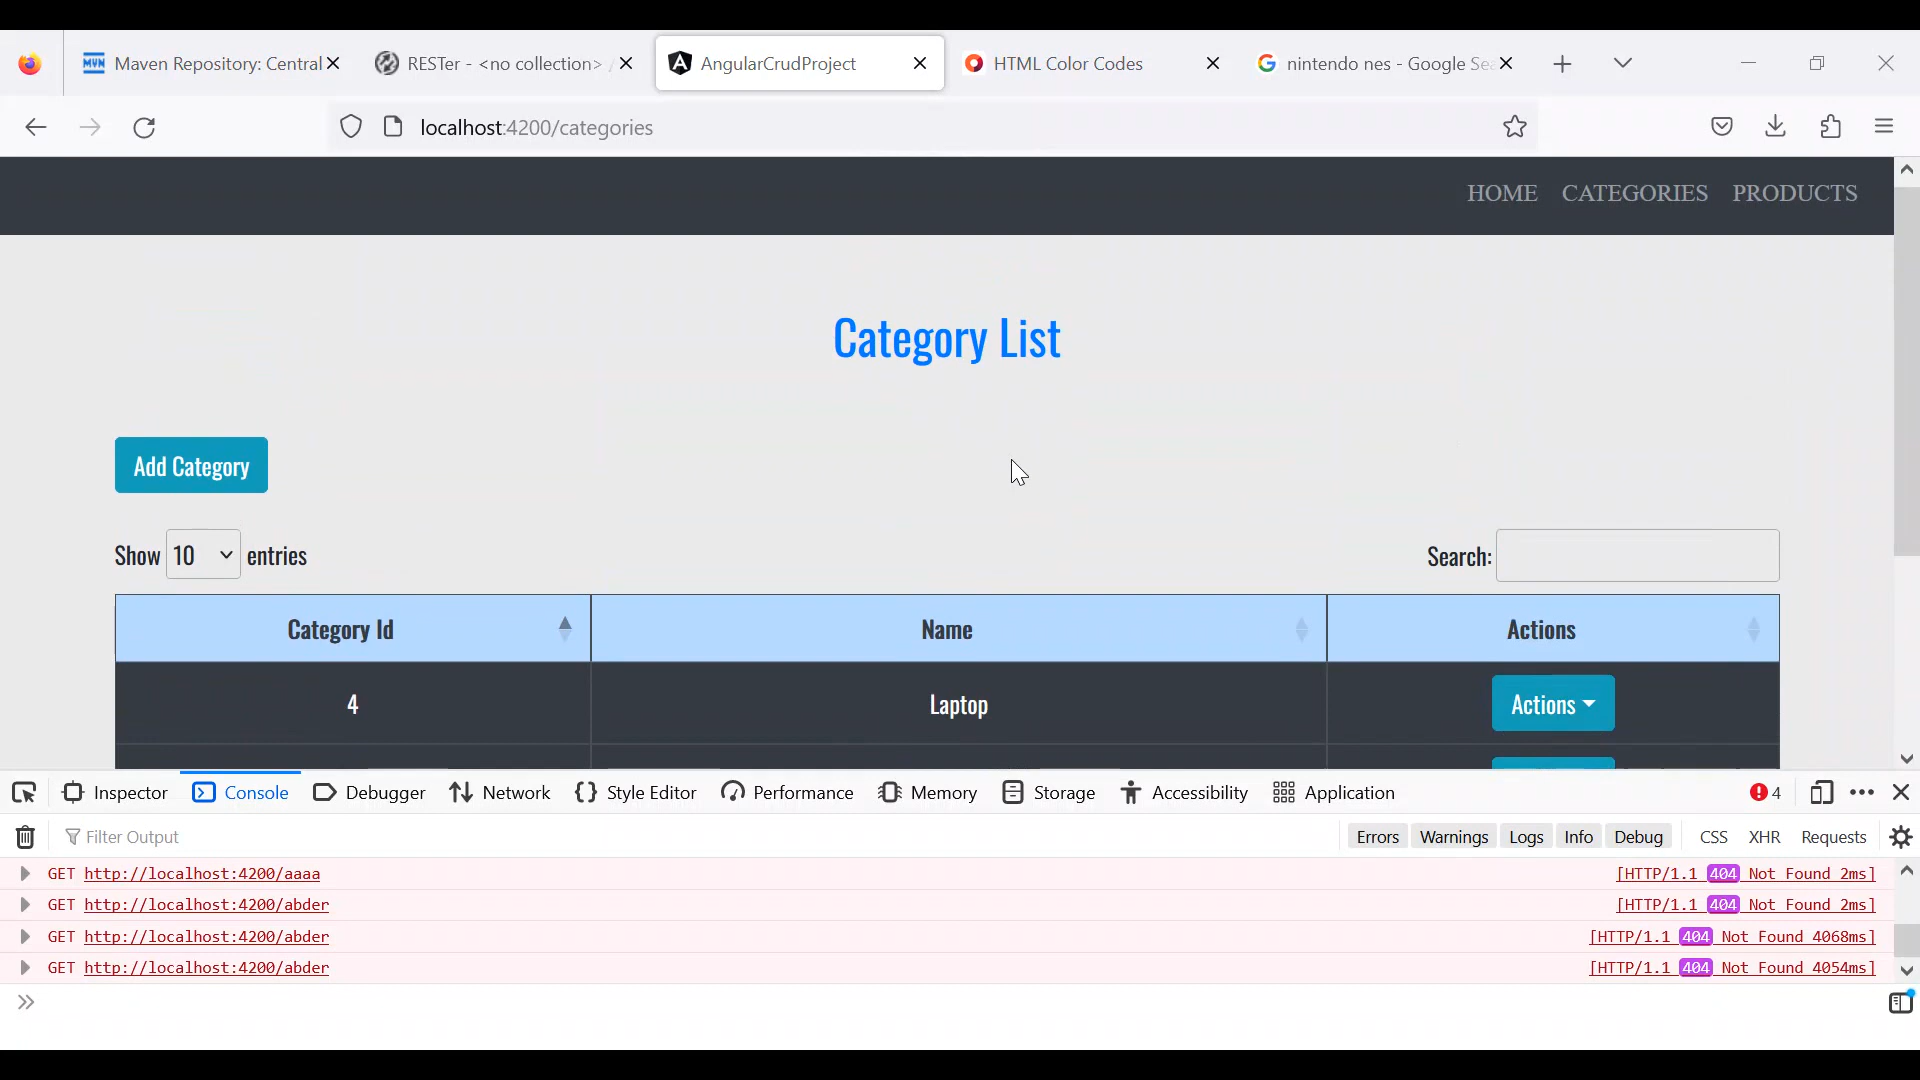 Maven Repository: Central
RESTer - <no collection> /
AngularCrudProject
HTML Color Codes
nintendo nes - Google Sea
localhost:4200/categories
HOME CATEGORIES PRODUCTS
Category List
Add Category
Show 10 entries
Search:
Category Id Name Actions
4 Laptop Actions
Inspector Console Debugger Network Style Editor Performance Memory Storage Accessibility Application 4
Filter Output Errors Warnings Logs Info Debug CSS XHR Requests
GET http://localhost:4200/aaaa [HTTP/1.1 404 Not Found 2ms]
GET http://localhost:4200/abder [HTTP/1.1 404 Not Found 2ms]
GET http://localhost:4200/abder [HTTP/1.1 404 Not Found 4068ms]
GET http://localhost:4200/abder [HTTP/1.1 404 Not Found 4054ms]